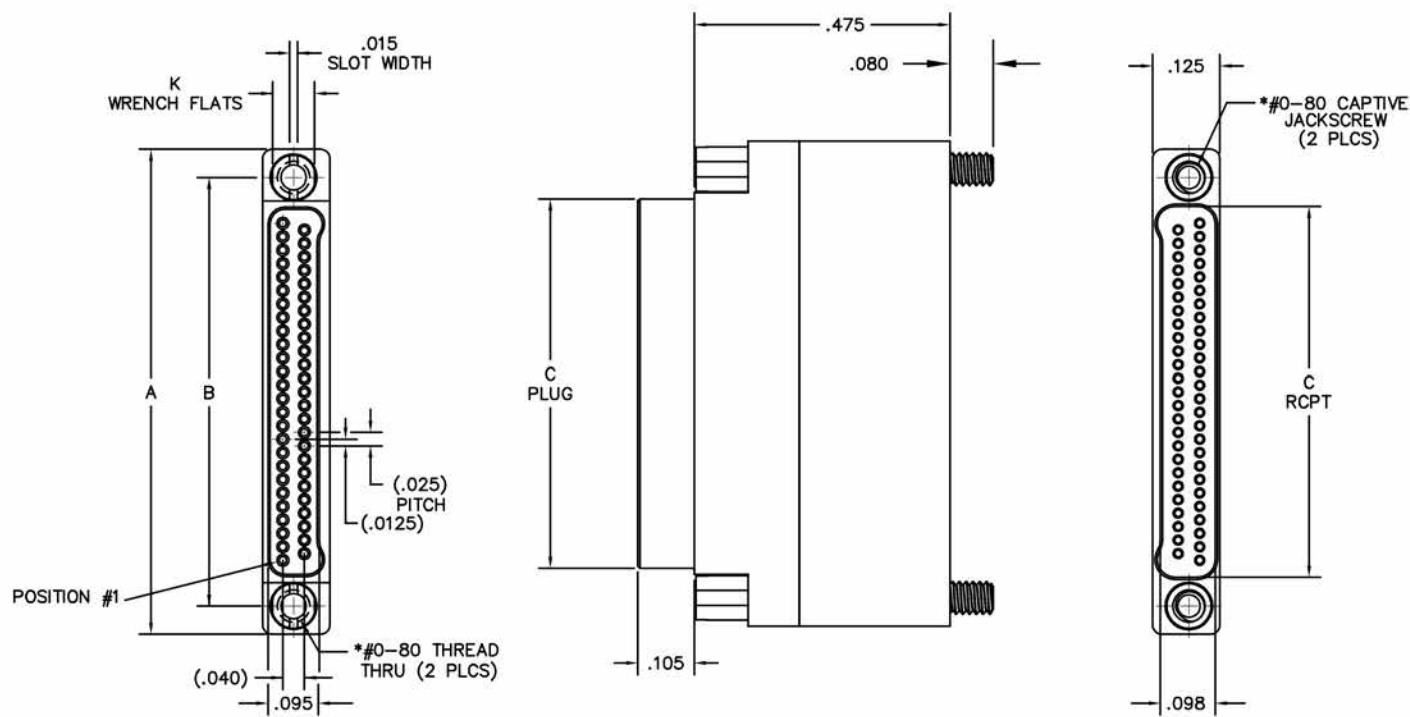 .015
SLOT WIDTH
K
WRENCH FLATS
A
B
(.025)
PITCH
(.0125)
POSITION #1
*#0-80 THREAD
THRU (2 PLCS)
(.040)
.095
.475
.080
C
PLUG
.105
.125
*#0-80 CAPTIVE
JACKSCREW
(2 PLCS)
C
RCPT
.098